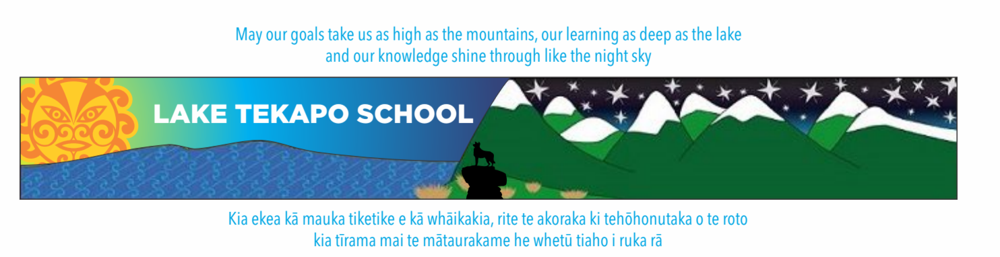 May our goals take us as high as the mountains, our learning as deep as the lake
and our knowledge shine through like the night sky
LAKE TEKAPO SCHOOL
Kia ekea kā mauka tiketike e kā whāikakia, rite te akoraka ki tehōhonutaka o te roto
kia tīrama mai te mātaurakame he whetū tiaho i ruka rā